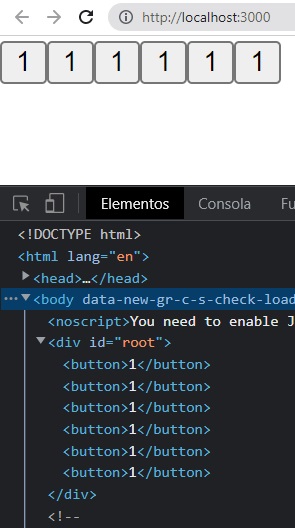 http://localhost:3000
1 1 1 1 1 1
Elementos Consola Fu
<!DOCTYPE html>
<html lang="en">
<head>…</head>
<body data-new-gr-c-s-check-load
<noscript>You need to enable J
<div id="root">
<button>1</button>
<button>1</button>
<button>1</button>
<button>1</button>
<button>1</button>
<button>1</button>
</div>
<!--